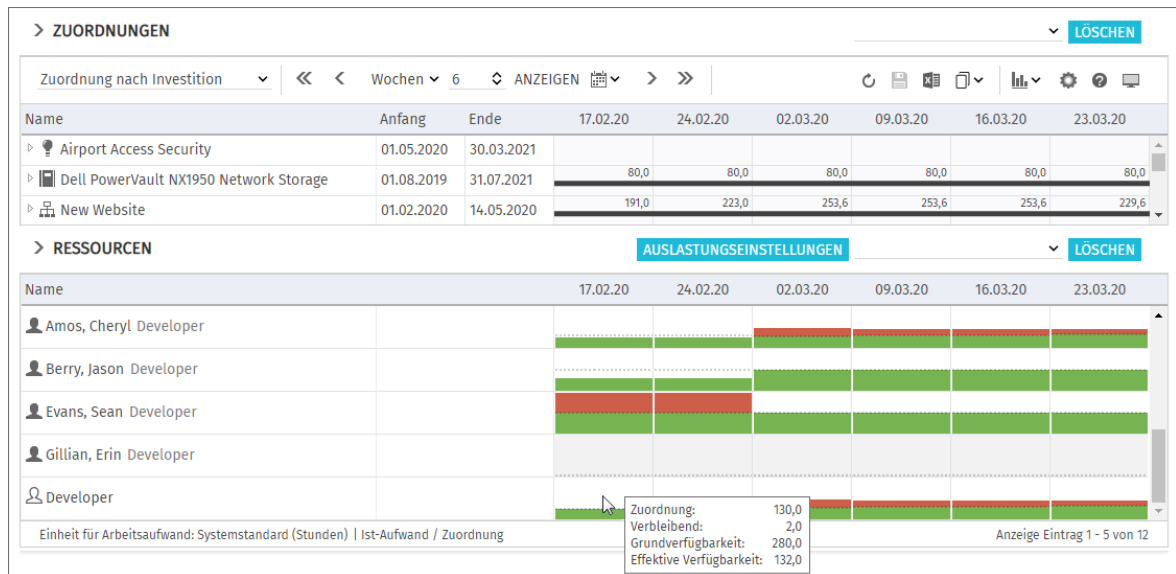 ZUORDNUNGEN LÖSCHEN
Zuordnung nach Investition Wochen 6 ANZEIGEN
Name Anfang Ende 17.02.20 24.02.20 02.03.20 09.03.20 16.03.20 23.03.20
Airport Access Security 01.05.2020 30.03.2021
Dell PowerVault NX1950 Network Storage 01.08.2019 31.07.2021 80,0 80,0 80,0 80,0 80,0 80,0
New Website 01.02.2020 14.05.2020 191,0 223,0 253,6 253,6 253,6 229,6
RESSOURCEN AUSLASTUNGSEINSTELLUNGEN LÖSCHEN
Name 17.02.20 24.02.20 02.03.20 09.03.20 16.03.20 23.03.20
Amos, Cheryl Developer
Berry, Jason Developer
Evans, Sean Developer
Gillian, Erin Developer
Developer
Zuordnung: 130,0
Verbleibend: 2,0
Grundverfügbarkeit: 280,0
Effektive Verfügbarkeit: 132,0
Einheit für Arbeitsaufwand: Systemstandard (Stunden) | Ist-Aufwand / Zuordnung Anzeige Eintrag 1 - 5 von 12